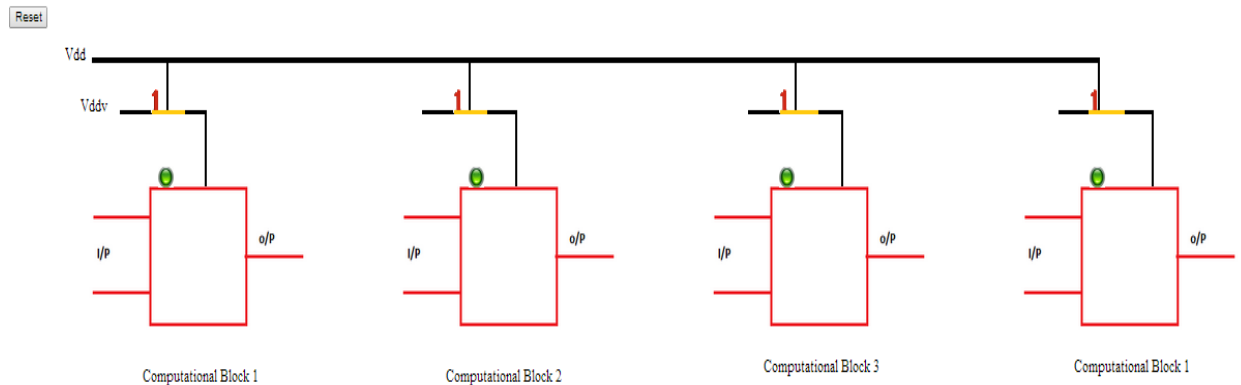 Reset
Vdd
Vddv
1 1 1 1
I/P o/P I/P o/P I/P o/P I/P o/P
Computational Block 1 Computational Block 2 Computational Block 3 Computational Block 1